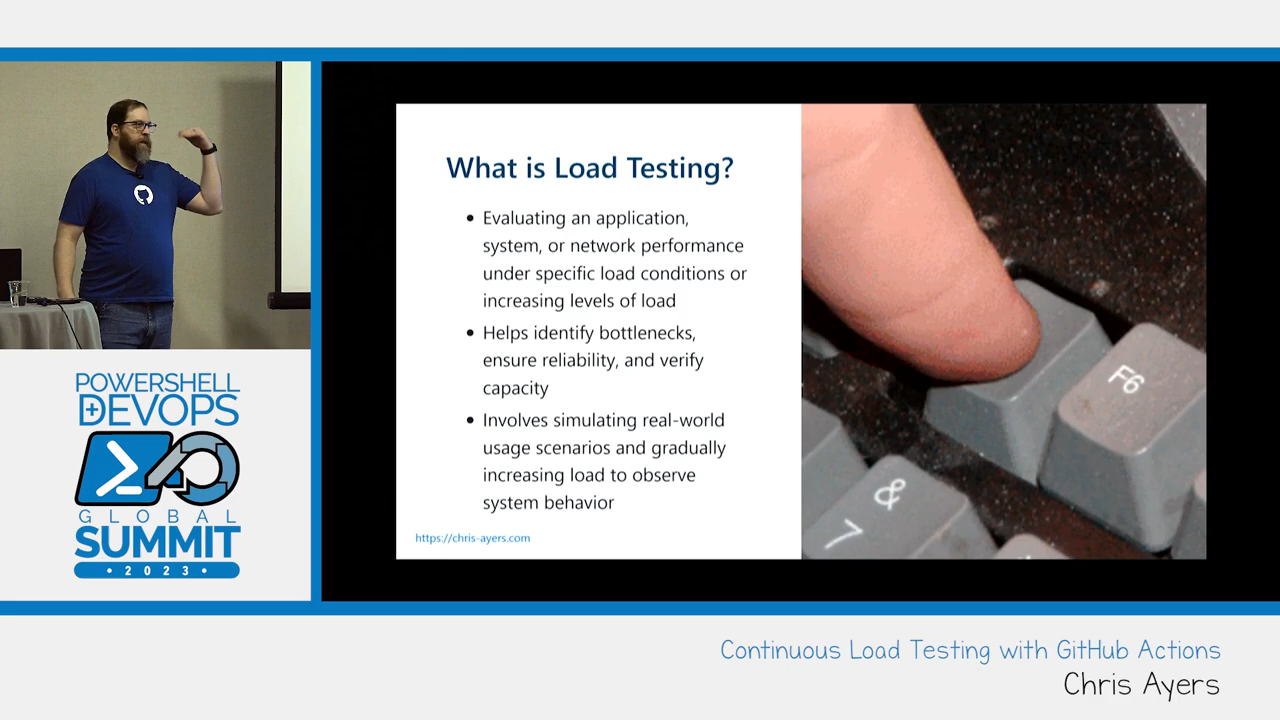 What is Load Testing?
• Evaluating an application,
system, or network performance
under specific load conditions or
increasing levels of load
• Helps identify bottlenecks,
ensure reliability, and verify
capacity
• Involves simulating real-world
usage scenarios and gradually
increasing load to observe
system behavior
https://chris-ayers.com
F6
&
7
POWERSHELL
+DEVOPS
GLOBAL
SUMMIT
• 2023 •
Continuous Load Testing with GitHub Actions
Chris Ayers